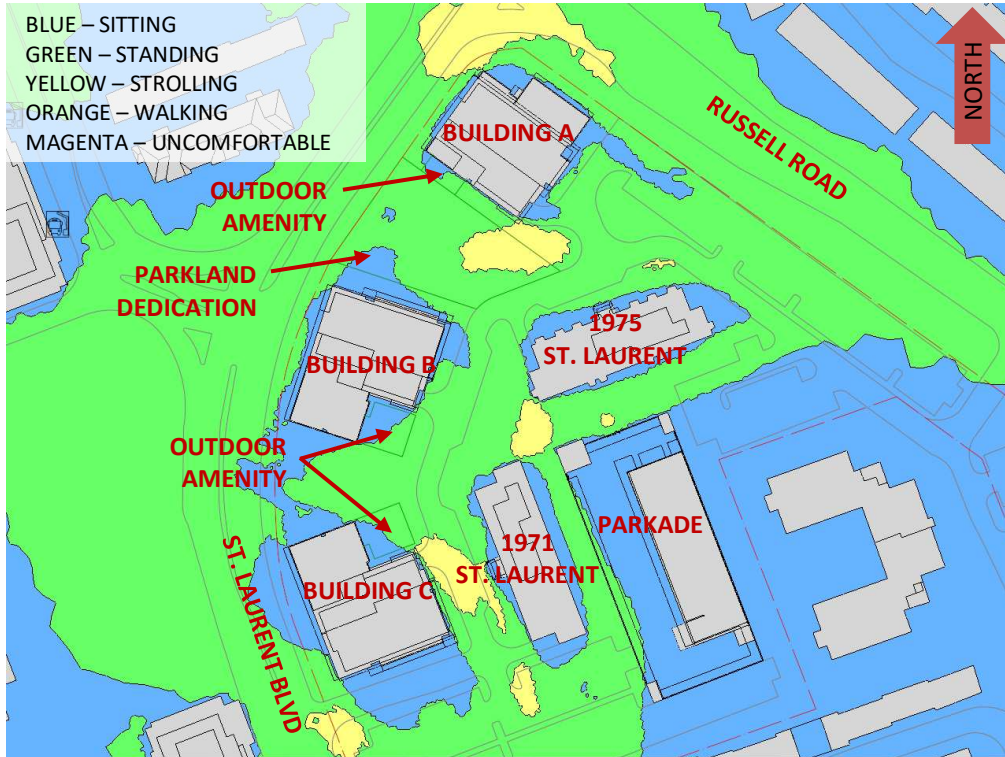 BLUE – SITTING
GREEN – STANDING
YELLOW – STROLLING
ORANGE – WALKING
MAGENTA – UNCOMFORTABLE
NORTH
BUILDING A
RUSSELL ROAD
OUTDOOR
AMENITY
PARKLAND
DEDICATION
1975
ST. LAURENT
BUILDING B
OUTDOOR
AMENITY
PARKADE
1971
ST. LAURENT
BUILDING C
ST. LAURENT BLVD